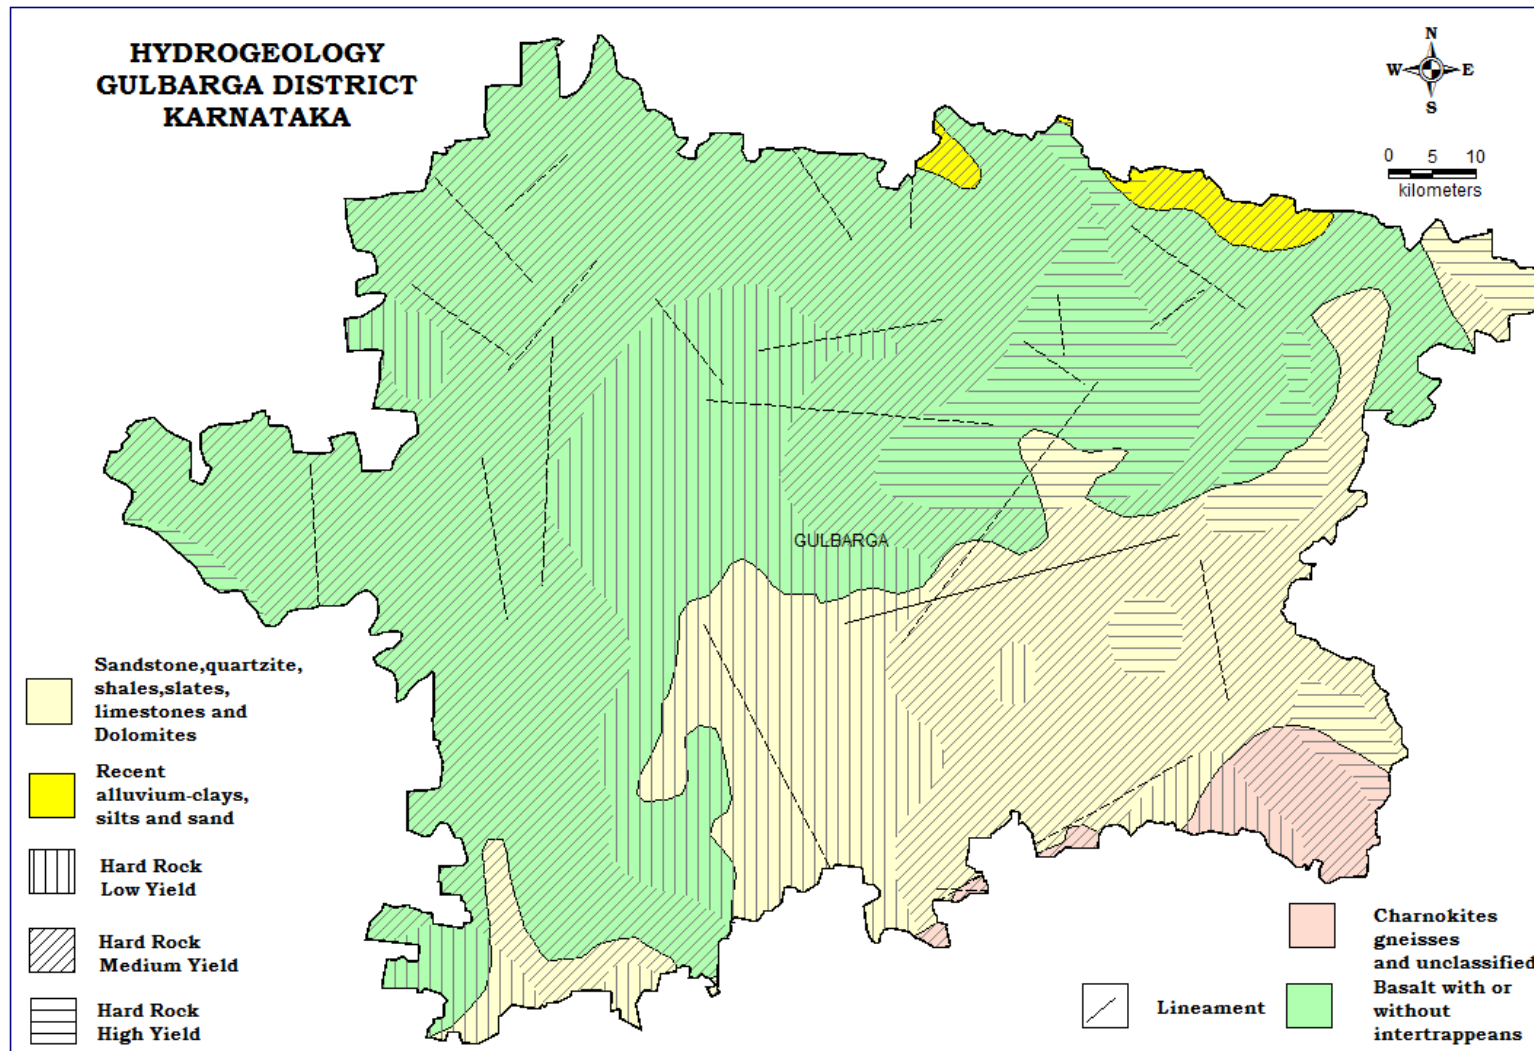 HYDROGEOLOGY
GULBARGA DISTRICT
KARNATAKA
N
W E
S
0 5 10
kilometers
GULBARGA
Sandstone,quartzite,
shales,slates,
limestones and
Dolomites
Recent
alluvium-clays,
silts and sand
Hard Rock
Low Yield
Hard Rock
Medium Yield
Hard Rock
High Yield
Lineament
Charnokites
gneisses
and unclassified
Basalt with or
without
intertrappeans